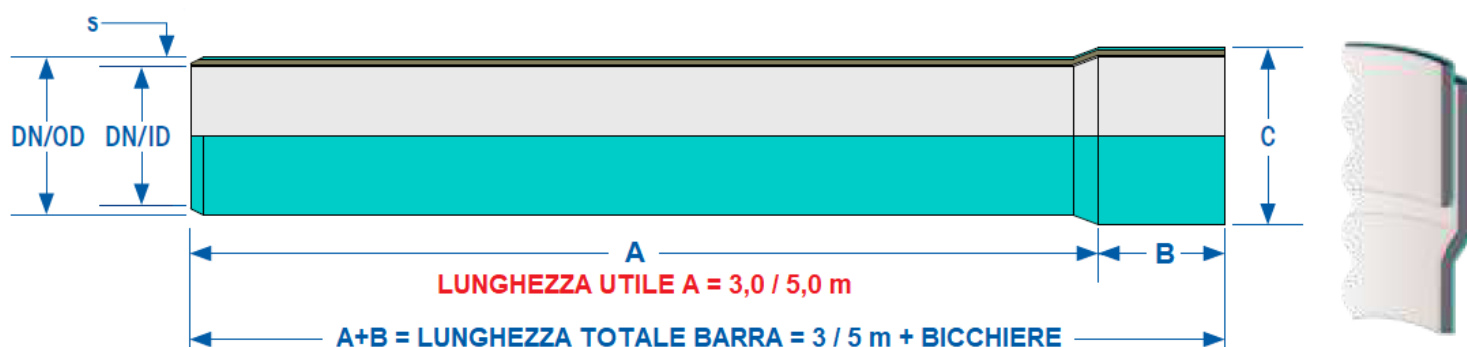 s
DN/OD
DN/ID
C
A
B
LUNGHEZZA UTILE A = 3,0 / 5,0 m
A+B = LUNGHEZZA TOTALE BARRA = 3 / 5 m + BICCHIERE